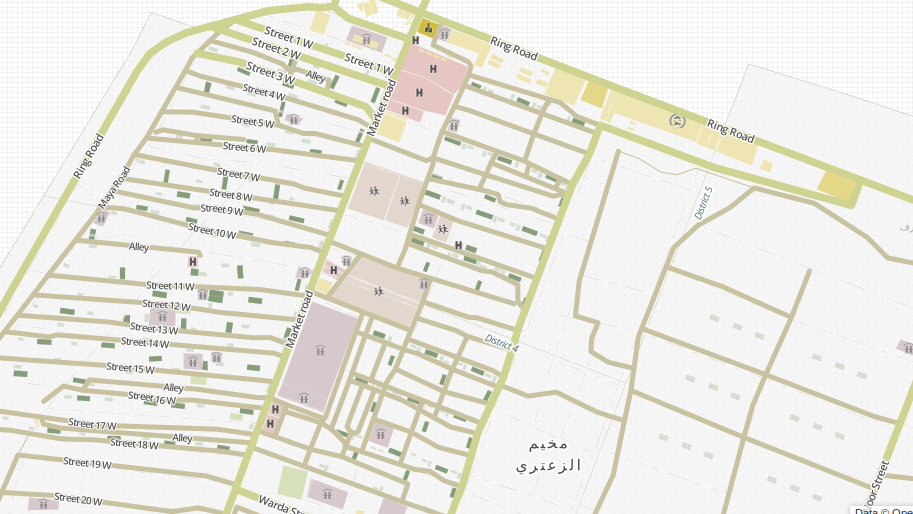 Street 1 W
Street 2 W
Street 1 W
Alley
Street 3 W
Ring Road
Street 4 W
Market road
Street 5 W
Ring Road
Street 6 W
Ring Road
Street 7 W
Maya Road
Street 8 W
District 5
Street 9 W
Street 10 W
Alley
Street 11 W
Street 12 W
Market road
Street 13 W
Street 14 W
District 4
Street 15 W
Alley
Street 16 W
Street 17 W
Alley
Street 18 W
مخيم
الزعتري
Street 19 W
Street 20 W
H
H
H
H
H
H
H
H
H
Data © Ope